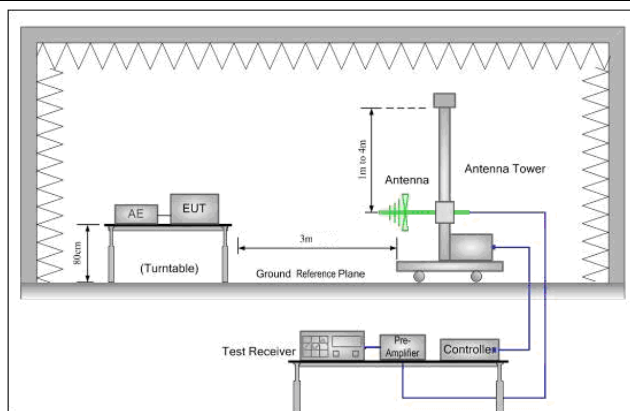 1m to 4m
Antenna
Antenna Tower
AE
EUT
80cm
3m
(Turntable)
Ground Reference Plane
Test Receiver
Pre-
Amplifier
Controller